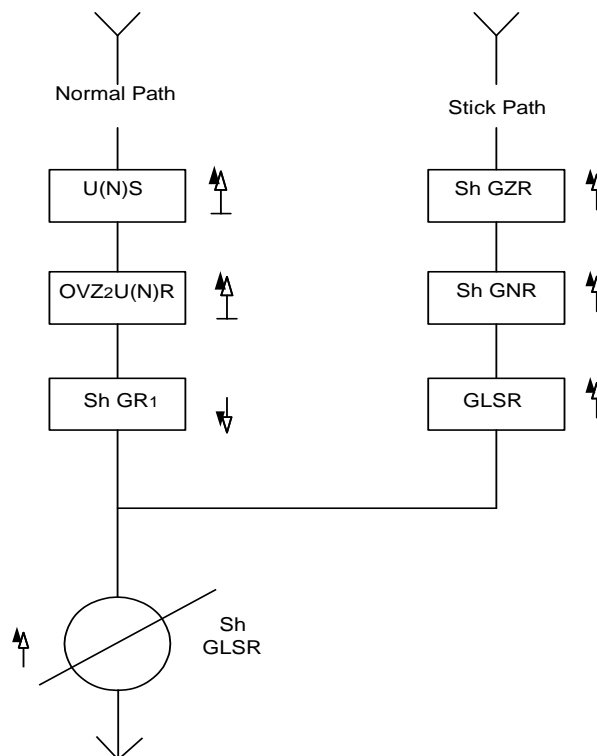 Normal Path
Stick Path
U(N)S
Sh GZR
OVZ2U(N)R
Sh GNR
Sh GR1
GLSR
Sh
GLSR